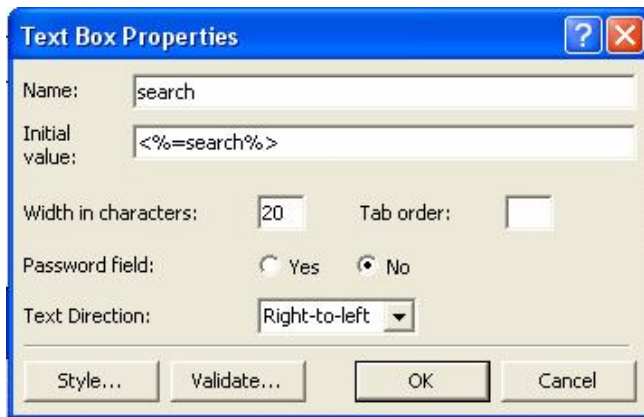 Text Box Properties
Name: search
Initial value: <%=search%>
Width in characters: 20 Tab order:
Password field: Yes No
Text Direction: Right-to-left
Style... Validate... OK Cancel